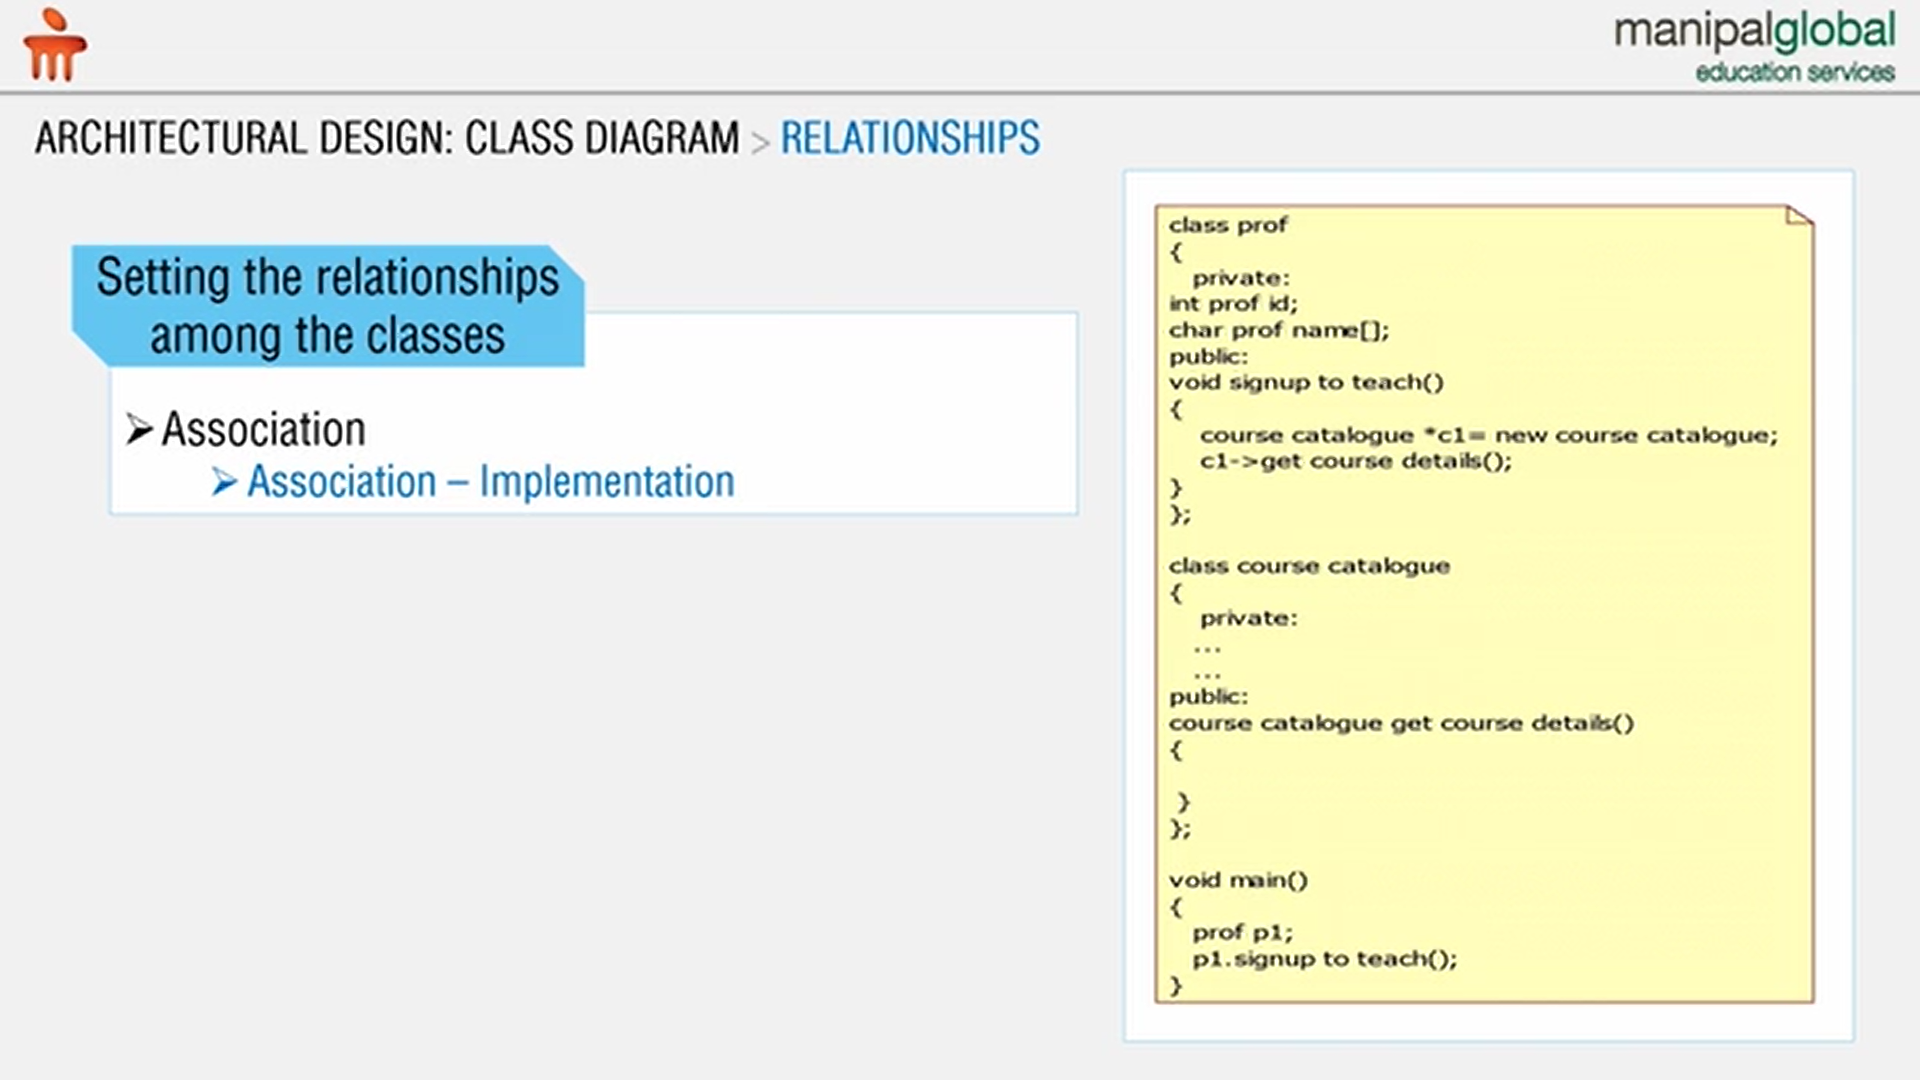 manipalglobal
education services
ARCHITECTURAL DESIGN: CLASS DIAGRAM > RELATIONSHIPS
Setting the relationships
among the classes
➢ Association
➢ Association – Implementation
class prof
{
private:
int prof id;
char prof name[];
public:
void signup to teach()
{
course catalogue *c1= new course catalogue;
c1->get course details();
}
};
class course catalogue
{
private:
...
...
public:
course catalogue get course details()
{
}
};
void main()
{
prof p1;
p1.signup to teach();
}